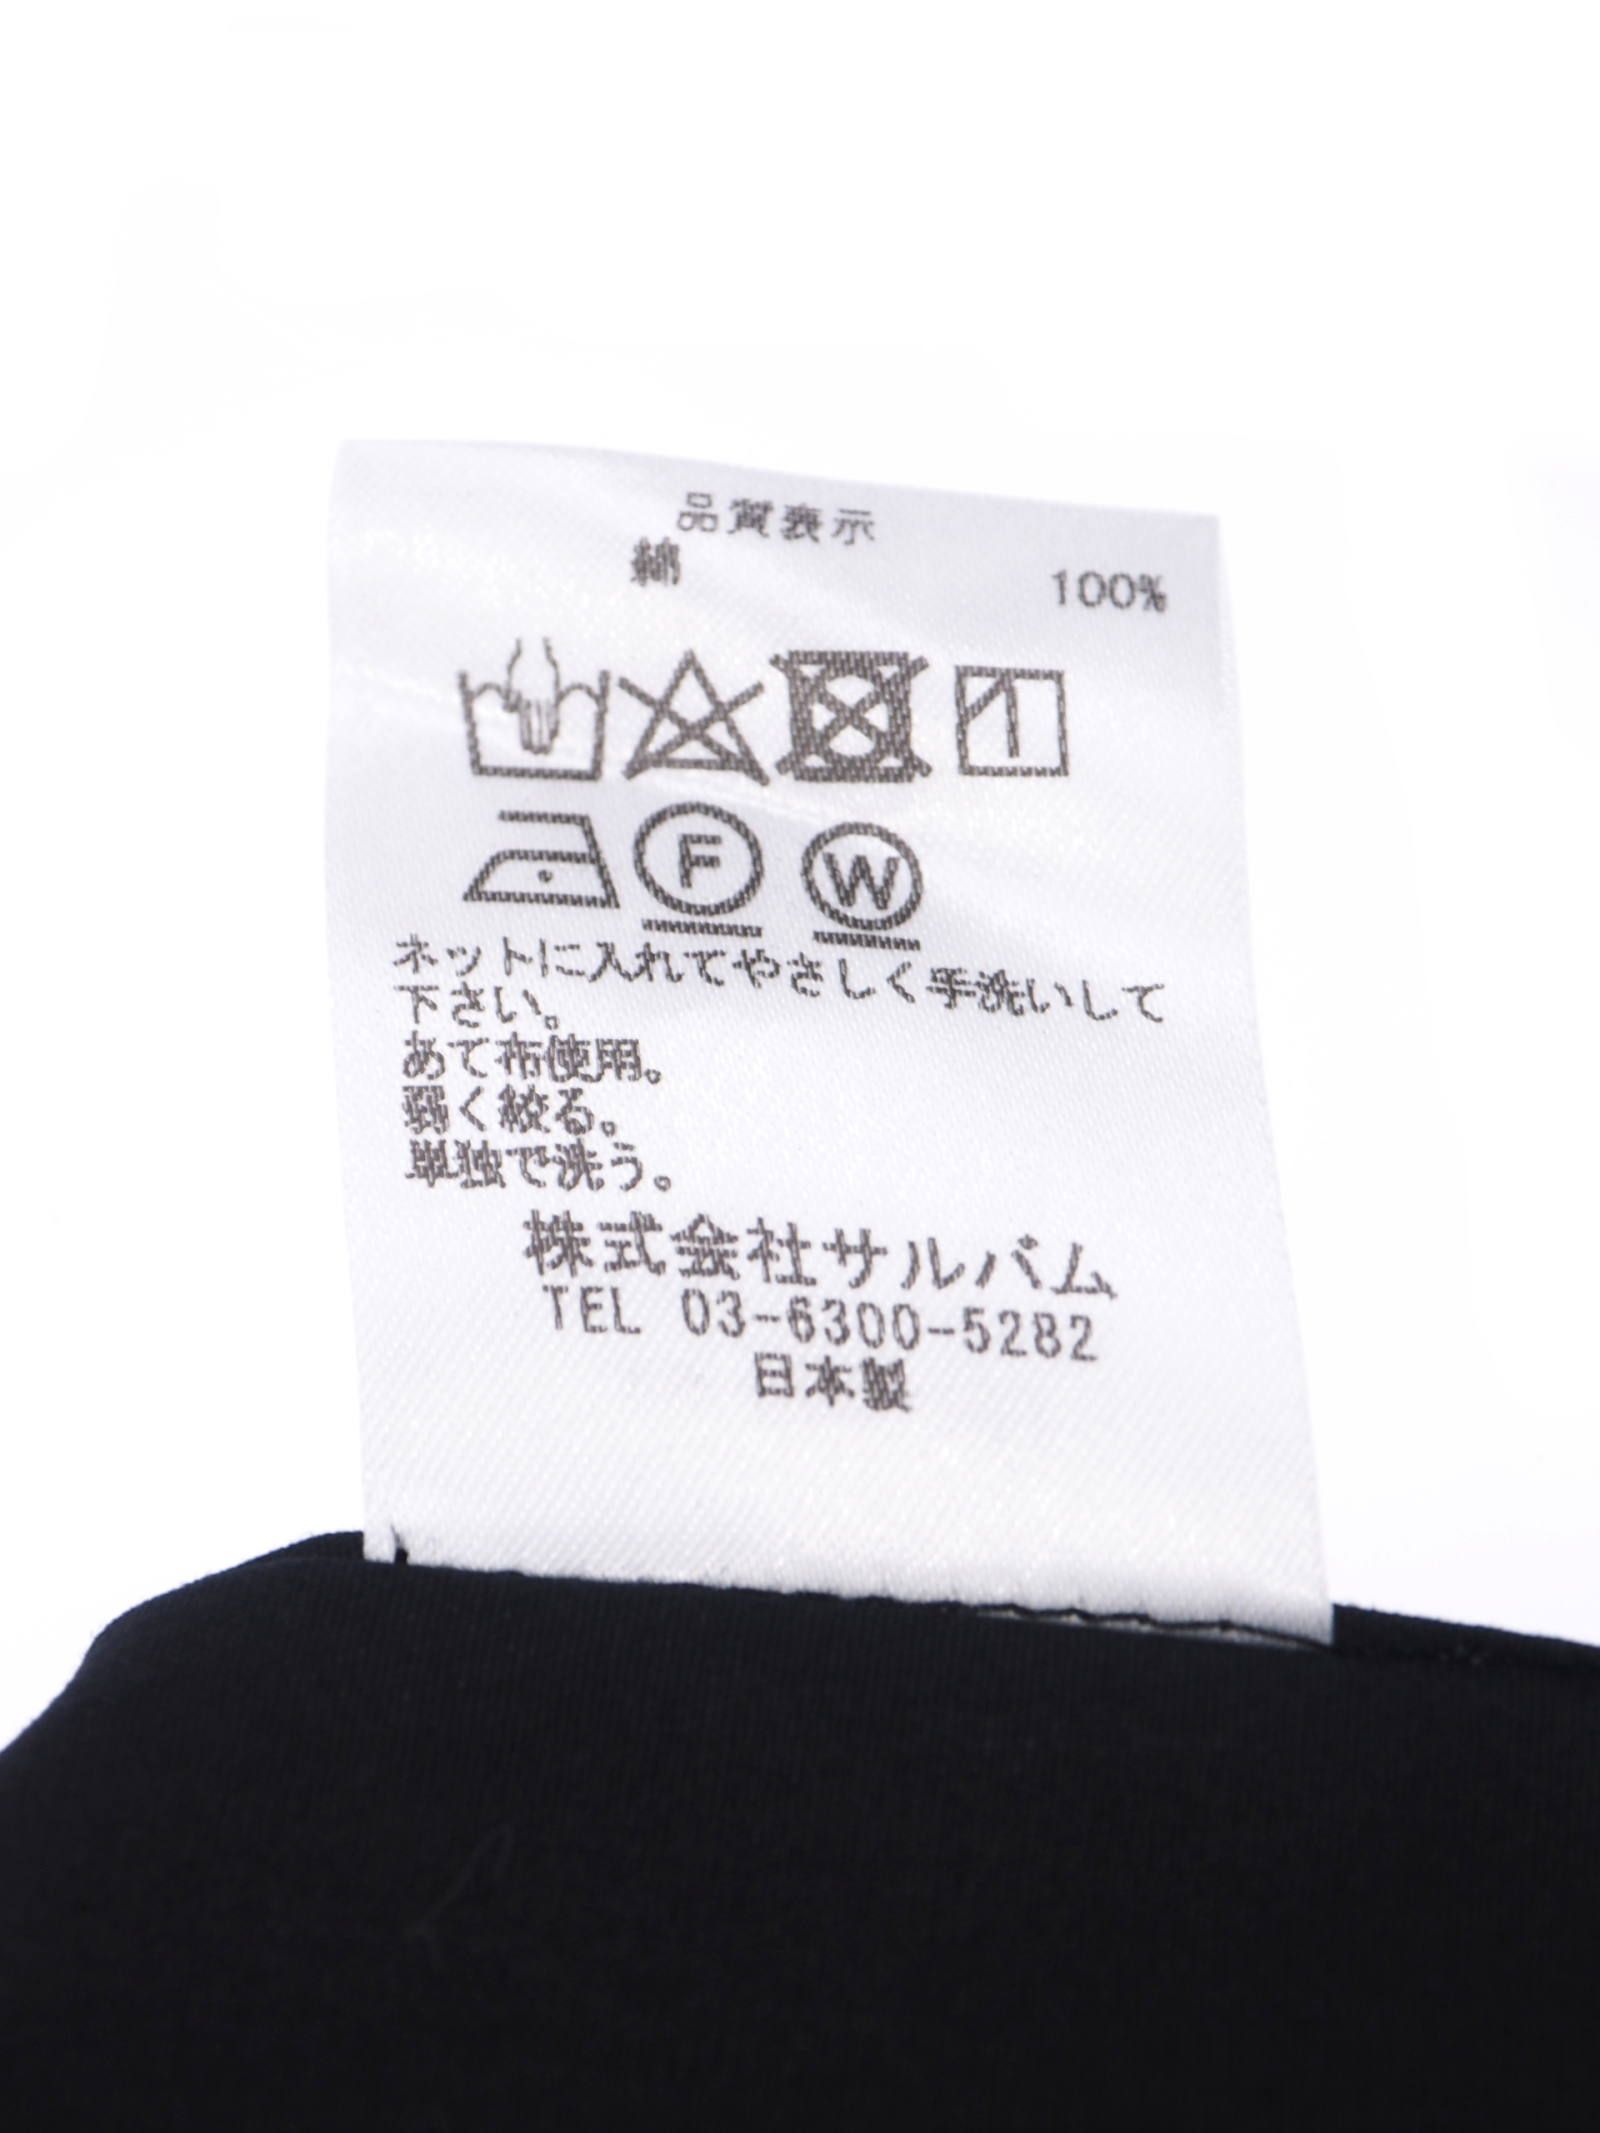 品質表示
綿 100%
F W
ネットに入れてやさしく手洗いして
下さい。
あて布使用。
弱く絞る。
単独で洗う。
株式会社サルバム
TEL 03-6300-5282
日本製